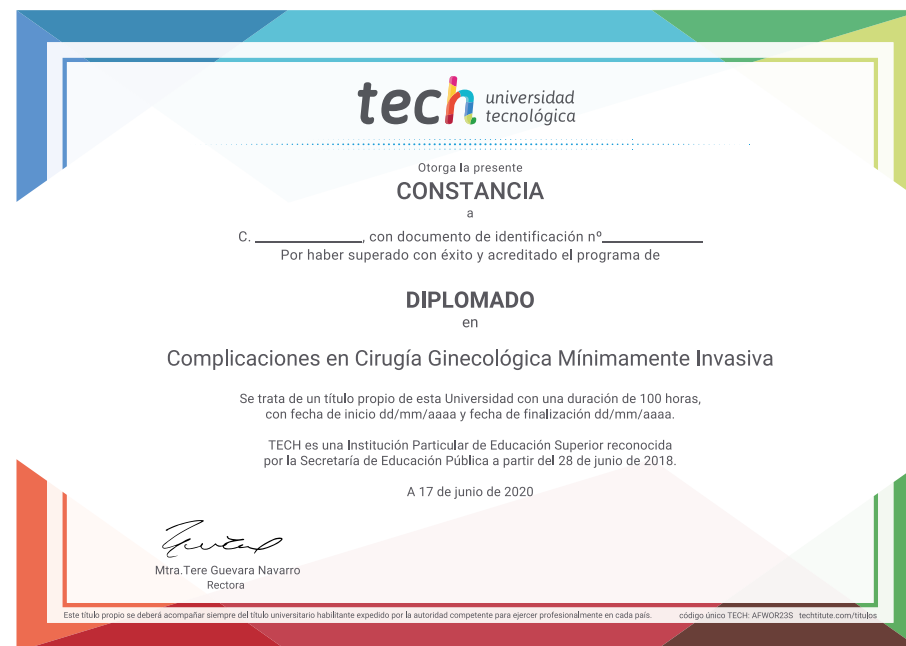 tech universidad
tecnológica
Otorga la presente
CONSTANCIA
a
C. ____________, con documento de identificación nº____________
Por haber superado con éxito y acreditado el programa de
DIPLOMADO
en
Complicaciones en Cirugía Ginecológica Mínimamente Invasiva
Se trata de un título propio de esta Universidad con una duración de 100 horas,
con fecha de inicio dd/mm/aaaa y fecha de finalización dd/mm/aaaa.
TECH es una Institución Particular de Educación Superior reconocida
por la Secretaría de Educación Pública a partir del 28 de junio de 2018.
A 17 de junio de 2020
Mtra.Tere Guevara Navarro
Rectora
Este título propio se deberá acompañar siempre del título universitario habilitante expedido por la autoridad competente para ejercer profesionalmente en cada país. código único TECH: AFWOR23S techtitute.com/titulos